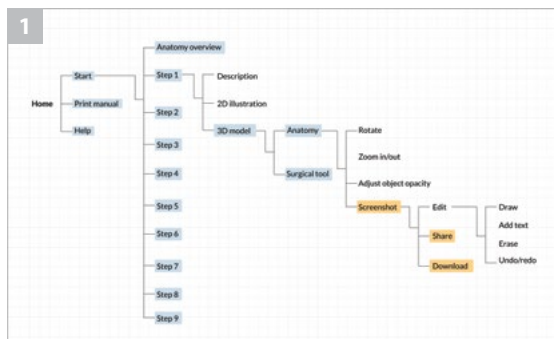 1
Home
Start
Print manual
Help
Anatomy overview
Step 1
Step 2
Step 3
Step 4
Step 5
Step 6
Step 7
Step 8
Step 9
Description
2D illustration
3D model
Anatomy
Surgical tool
Rotate
Zoom in/out
Adjust object opacity
Screenshot
Edit
Share
Download
Draw
Add text
Erase
Undo/redo